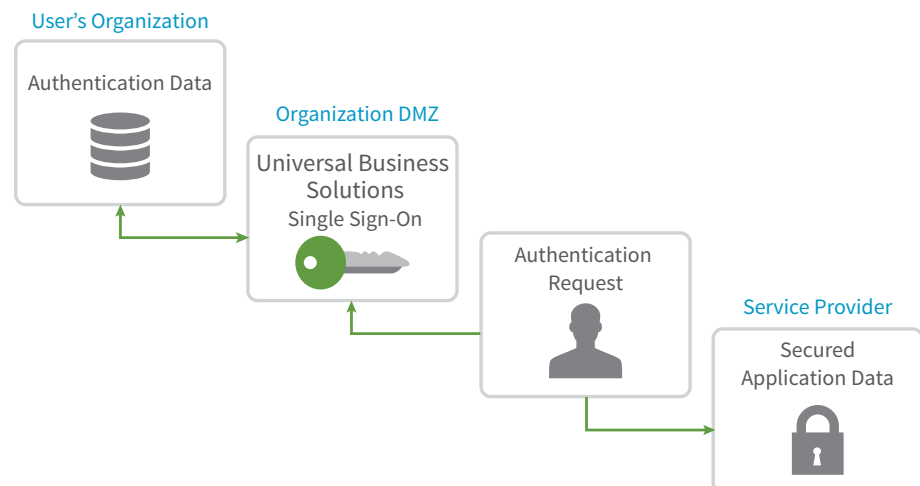 User's Organization
Authentication Data
Organization DMZ
Universal Business
Solutions
Single Sign-On
Authentication
Request
Service Provider
Secured
Application Data